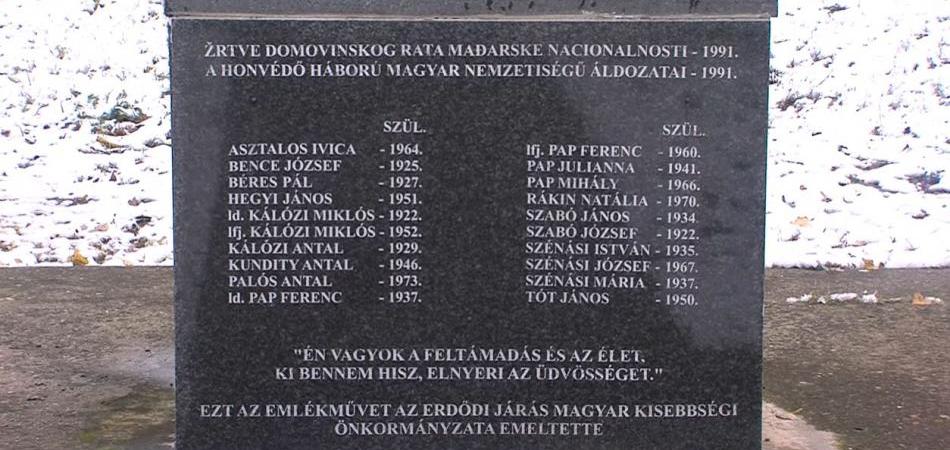 ŽRTVE DOMOVINSKOG RATA MAĐARSKE NACIONALNOSTI - 1991.
A HONVÉDŐ HÁBORÚ MAGYAR NEMZETISÉGŰ ÁLDOZATAI - 1991.
SZÜL.
ASZTALOS IVICA - 1964.
BENCE JÓZSEF - 1925.
BÉRES PÁL - 1927.
HEGYI JÁNOS - 1951.
Id. KÁLÓZI MIKLÓS - 1922.
Ifj. KÁLÓZI MIKLÓS - 1952.
KÁLÓZI ANTAL - 1929.
KUNDITY ANTAL - 1946.
PALÓS ANTAL - 1973.
Id. PAP FERENC - 1937.
SZÜL.
Ifj. PAP FERENC - 1960.
PAP JULIANNA - 1941.
PAP MIHÁLY - 1966.
RÁKIN NATÁLIA - 1970.
SZABÓ JÁNOS - 1934.
SZABÓ JÓZSEF - 1922.
SZÉNÁSI ISTVÁN - 1935.
SZÉNÁSI JÓZSEF - 1967.
SZÉNÁSI MÁRIA - 1937.
TÓT JÁNOS - 1950.
"ÉN VAGYOK A FELTÁMADÁS ÉS AZ ÉLET,
KI BENNEM HISZ, ELNYERI AZ ÜDVÖSSÉGET."
EZT AZ EMLÉKMŰVET AZ ERDŐDI JÁRÁS MAGYAR KISEBBSÉGI
ÖNKORMÁNYZATA EMELTETTE